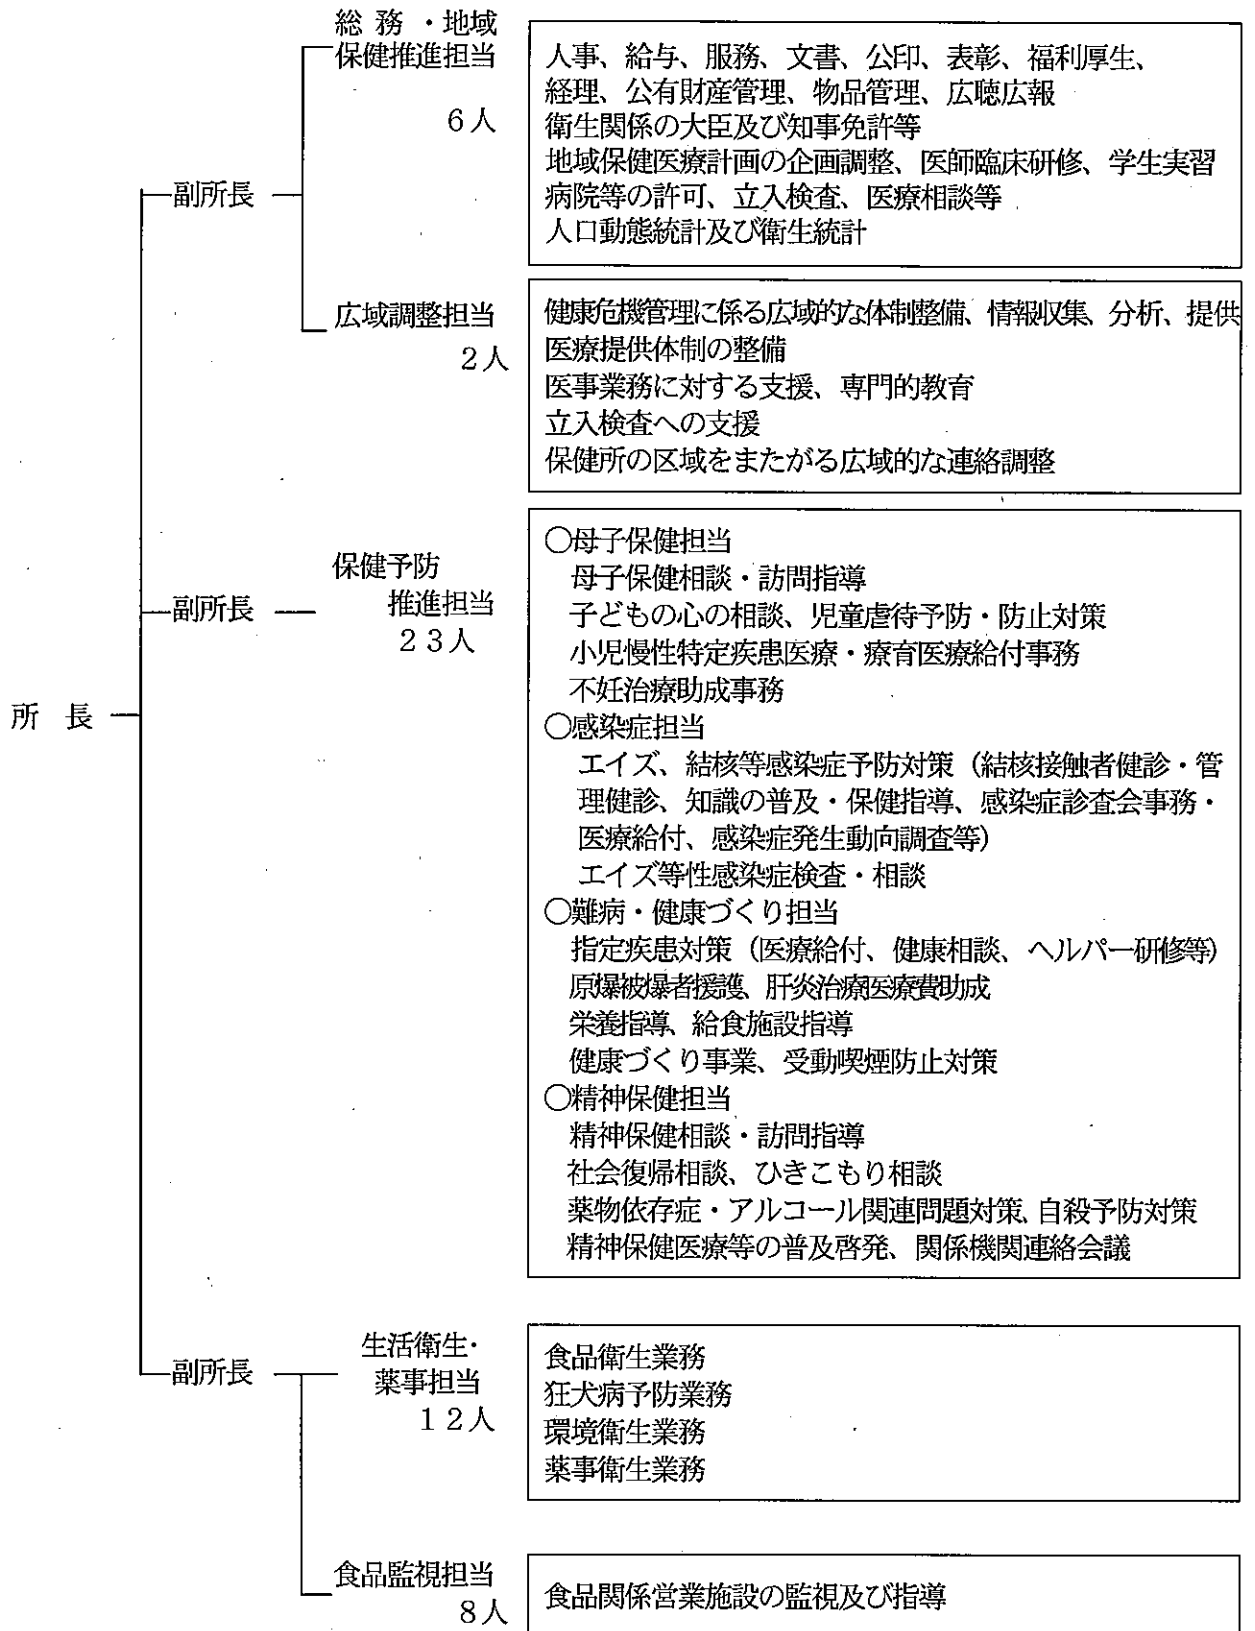 所　長
副所長
総 務 ・地域
保健推進担当
６人
人事、給与、服務、文書、公印、表彰、福利厚生、
経理、公有財産管理、物品管理、広聴広報
衛生関係の大臣及び知事免許等
地域保健医療計画の企画調整、医師臨床研修、学生実習
病院等の許可、立入検査、医療相談等
人口動態統計及び衛生統計
広域調整担当
２人
健康危機管理に係る広域的な体制整備、情報収集、分析、提供
医療提供体制の整備
医事業務に対する支援、専門的教育
立入検査への支援
保健所の区域をまたがる広域的な連絡調整
副所長
保健予防
推進担当
２３人
○母子保健担当
母子保健相談・訪問指導
子どもの心の相談、児童虐待予防・防止対策
小児慢性特定疾患医療・療育医療給付事務
不妊治療助成事務
○感染症担当
エイズ、結核等感染症予防対策（結核接触者健診・管
理健診、知識の普及・保健指導、感染症診査会事務・
医療給付、感染症発生動向調査等）
エイズ等性感染症検査・相談
○難病・健康づくり担当
指定疾患対策（医療給付、健康相談、ヘルパー研修等）
原爆被爆者援護、肝炎治療医療費助成
栄養指導、給食施設指導
健康づくり事業、受動喫煙防止対策
○精神保健担当
精神保健相談・訪問指導
社会復帰相談、ひきこもり相談
薬物依存症・アルコール関連問題対策、自殺予防対策
精神保健医療等の普及啓発、関係機関連絡会議
副所長
生活衛生・
薬事担当
１２人
食品衛生業務
狂犬病予防業務
環境衛生業務
薬事衛生業務
食品監視担当
８人
食品関係営業施設の監視及び指導